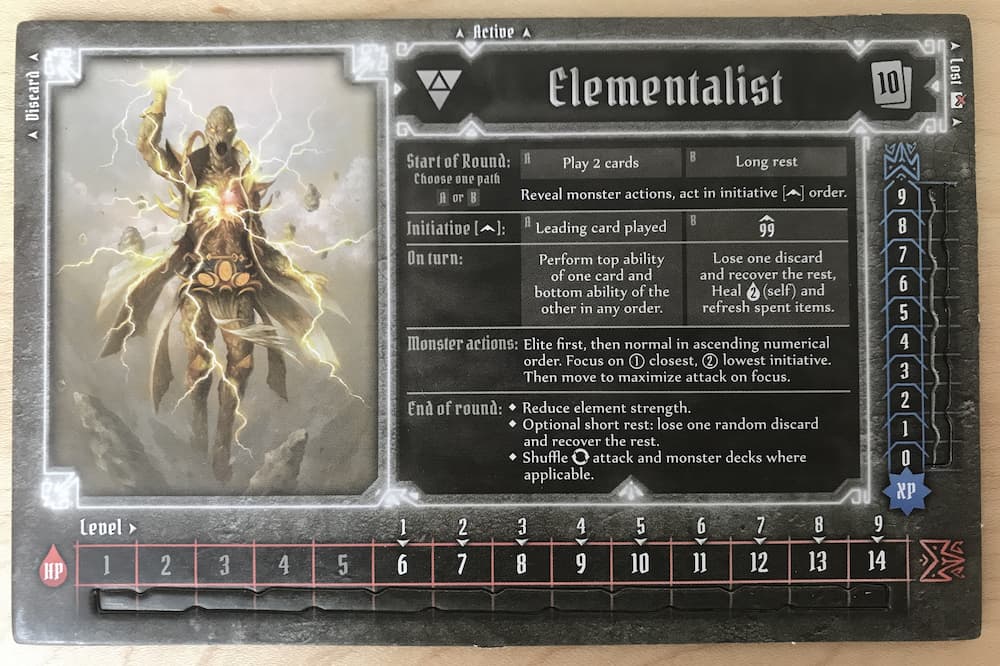 Active
Discard
Lost
Elementalist
10
Start of Round:
Choose one path
A or B
A Play 2 cards
B Long rest
Reveal monster actions, act in initiative [ ] order.
Initiative [ ]:
A Leading card played
B 99
On turn:
Perform top ability
of one card and
bottom ability of the
other in any order.
Lose one discard
and recover the rest,
Heal 2 (self) and
refresh spent items.
Monster actions:
Elite first, then normal in ascending numerical
order. Focus on 1 closest, 2 lowest initiative.
Then move to maximize attack on focus.
End of round:
Reduce element strength.
Optional short rest: lose one random discard
and recover the rest.
Shuffle attack and monster decks where
applicable.
9
8
7
6
5
4
3
2
1
0
XP
Level 1 2 3 4 5 6 7 8 9
HP 1 2 3 4 5 6 7 8 9 10 11 12 13 14